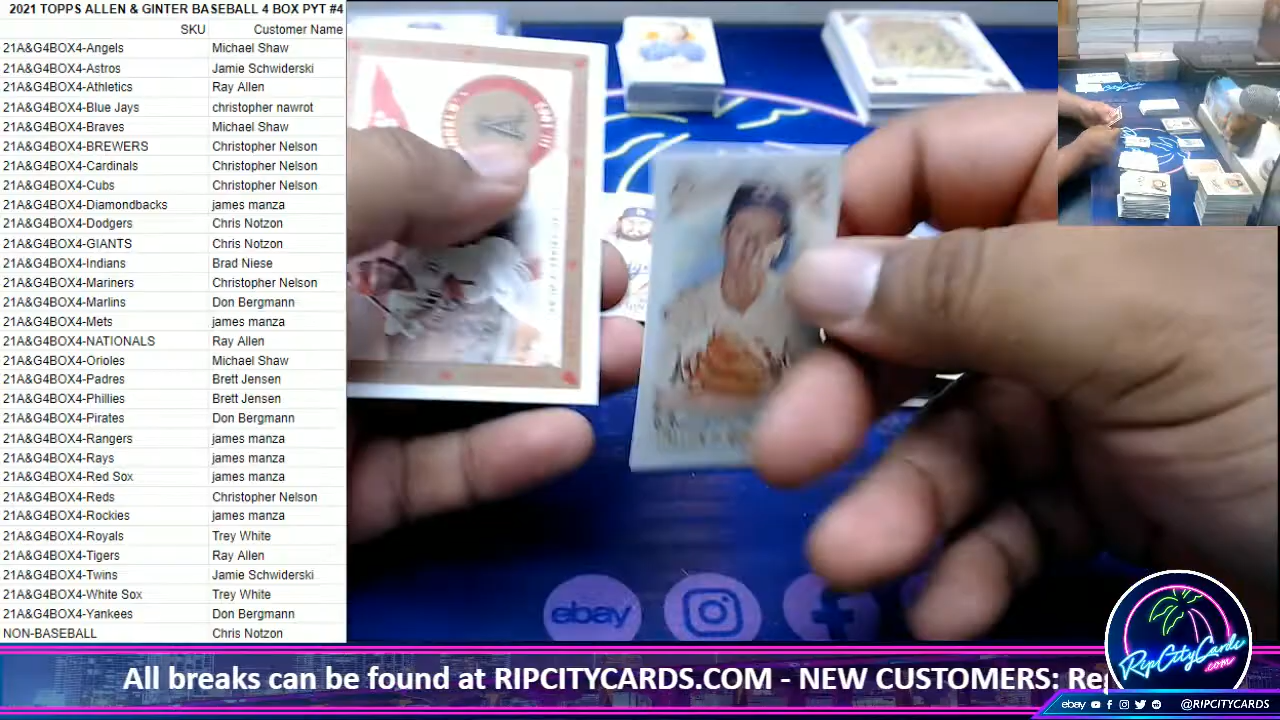 2021 TOPPS ALLEN & GINTER BASEBALL 4 BOX PYT #4
SKU Customer Name
21A&G4BOX4-Angels Michael Shaw
21A&G4BOX4-Astros Jamie Schwiderski
21A&G4BOX4-Athletics Ray Allen
21A&G4BOX4-Blue Jays christopher nawrot
21A&G4BOX4-Braves Michael Shaw
21A&G4BOX4-BREWERS Christopher Nelson
21A&G4BOX4-Cardinals Christopher Nelson
21A&G4BOX4-Cubs Christopher Nelson
21A&G4BOX4-Diamondbacks james manza
21A&G4BOX4-Dodgers Chris Notzon
21A&G4BOX4-GIANTS Chris Notzon
21A&G4BOX4-Indians Brad Niese
21A&G4BOX4-Mariners Christopher Nelson
21A&G4BOX4-Marlins Don Bergmann
21A&G4BOX4-Mets james manza
21A&G4BOX4-NATIONALS Ray Allen
21A&G4BOX4-Orioles Michael Shaw
21A&G4BOX4-Padres Brett Jensen
21A&G4BOX4-Phillies Brett Jensen
21A&G4BOX4-Pirates Don Bergmann
21A&G4BOX4-Rangers james manza
21A&G4BOX4-Rays james manza
21A&G4BOX4-Red Sox james manza
21A&G4BOX4-Reds Christopher Nelson
21A&G4BOX4-Rockies james manza
21A&G4BOX4-Royals Trey White
21A&G4BOX4-Tigers Ray Allen
21A&G4BOX4-Twins Jamie Schwiderski
21A&G4BOX4-White Sox Trey White
21A&G4BOX4-Yankees Don Bergmann
NON-BASEBALL Chris Notzon
ebay
All breaks can be found at RIPCITYCARDS.COM - NEW CUSTOMERS: Re
RipCityCards
.com
ebay @RIPCITYCARDS